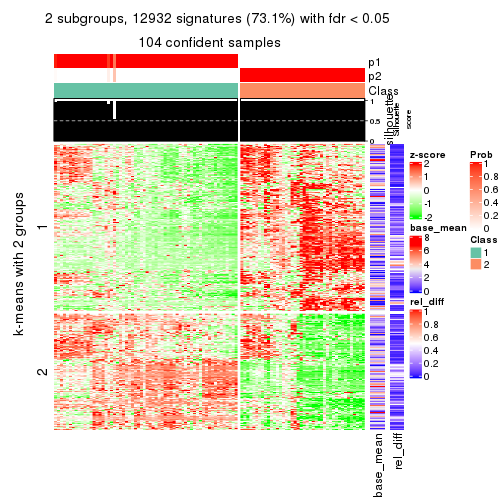 2 subgroups, 12932 signatures (73.1%) with fdr < 0.05
104 confident samples
p1
p2
Class
1
0.5
0
silhouette
Silhouette
score
k-means with 2 groups
1
2
base_mean
rel_diff
z-score
2
1
0
-1
-2
base_mean
8
6
4
2
0
rel_diff
1
0.8
0.6
0.4
0.2
0
Prob
1
0.8
0.6
0.4
0.2
0
Class
1
2